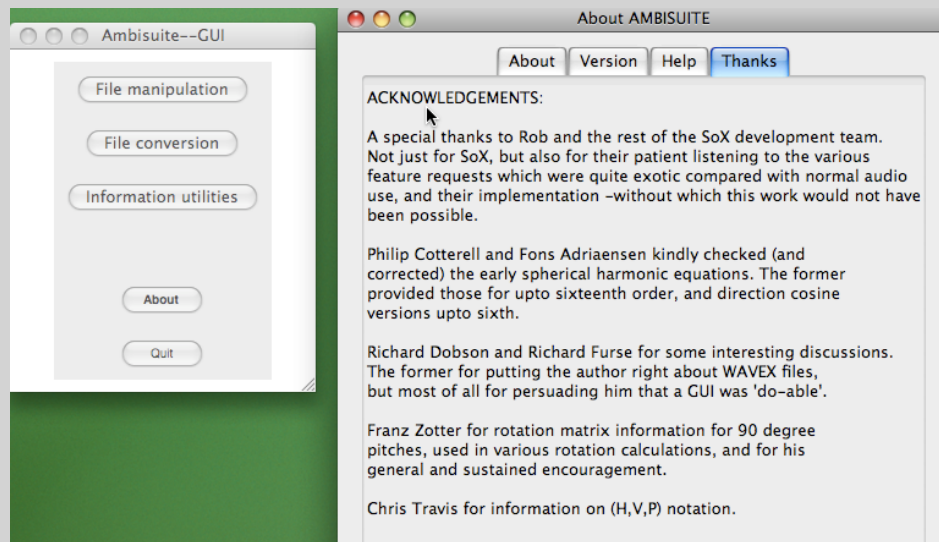 Ambisuite--GUI
File manipulation
File conversion
Information utilities
About
Quit
About AMBISUITE
About Version Help Thanks
ACKNOWLEDGEMENTS:
A special thanks to Rob and the rest of the SoX development team.
Not just for SoX, but also for their patient listening to the various
feature requests which were quite exotic compared with normal audio
use, and their implementation -without which this work would not have
been possible.
Philip Cotterell and Fons Adriaensen kindly checked (and
corrected) the early spherical harmonic equations. The former
provided those for upto sixteenth order, and direction cosine
versions upto sixth.
Richard Dobson and Richard Furse for some interesting discussions.
The former for putting the author right about WAVEX files,
but most of all for persuading him that a GUI was 'do-able'.
Franz Zotter for rotation matrix information for 90 degree
pitches, used in various rotation calculations, and for his
general and sustained encouragement.
Chris Travis for information on (H,V,P) notation.